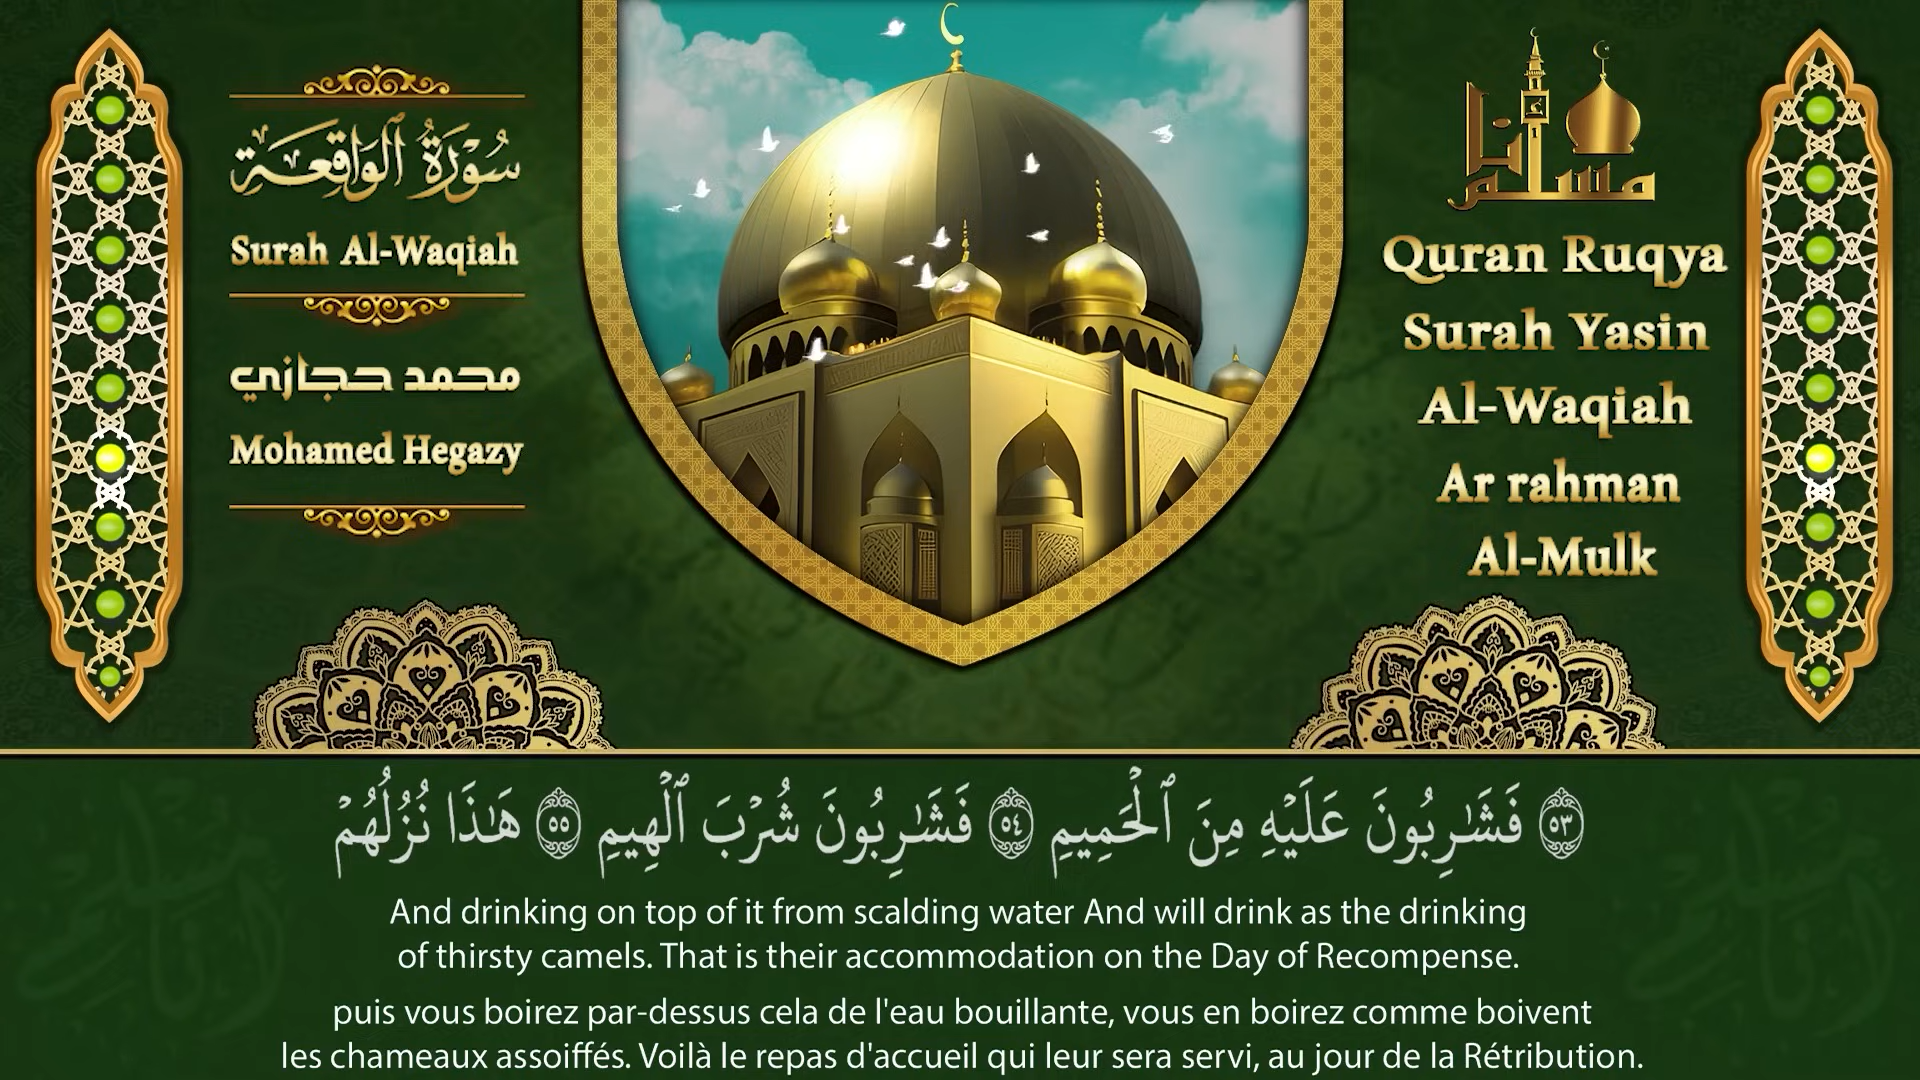 سُورَةُ الوَاقِعَة
Surah Al-Waqiah
محمد حجازي
Mohamed Hegazy
أنا مسلم
Quran Ruqya
Surah Yasin
Al-Waqiah
Ar rahman
Al-Mulk
٥٣ فَشَٰرِبُونَ عَلَيْهِ مِنَ ٱلْحَمِيمِ ٥٤ فَشَٰرِبُونَ شُرْبَ ٱلْهِيمِ ٥٥ هَٰذَا نُزُلُهُمْ
And drinking on top of it from scalding water And will drink as the drinking
of thirsty camels. That is their accommodation on the Day of Recompense.
puis vous boirez par-dessus cela de l'eau bouillante, vous en boirez comme boivent
les chameaux assoiffés. Voilà le repas d'accueil qui leur sera servi, au jour de la Rétribution.